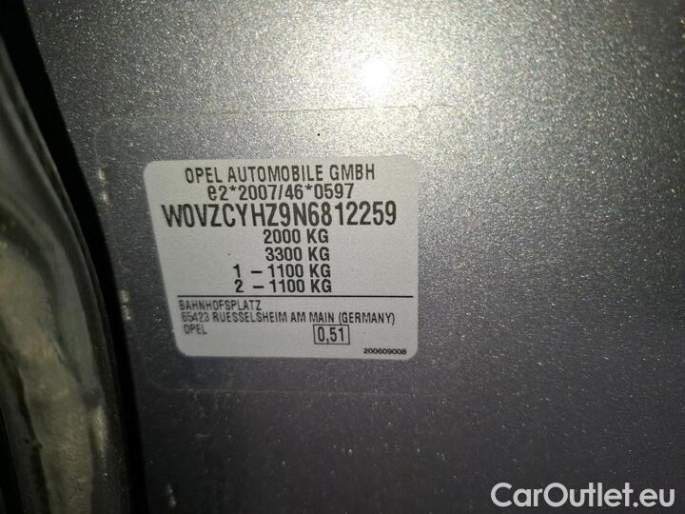 OPEL AUTOMOBILE GMBH
e2*2007/46*0597
W0VZCYHZ9N6812259
2000 KG
3300 KG
1 – 1100 KG
2 – 1100 KG
BAHNHOFSPLATZ
65423 RUESSELSHEIM AM MAIN (GERMANY)
OPEL
0,51
200609008
CarOutlet.eu